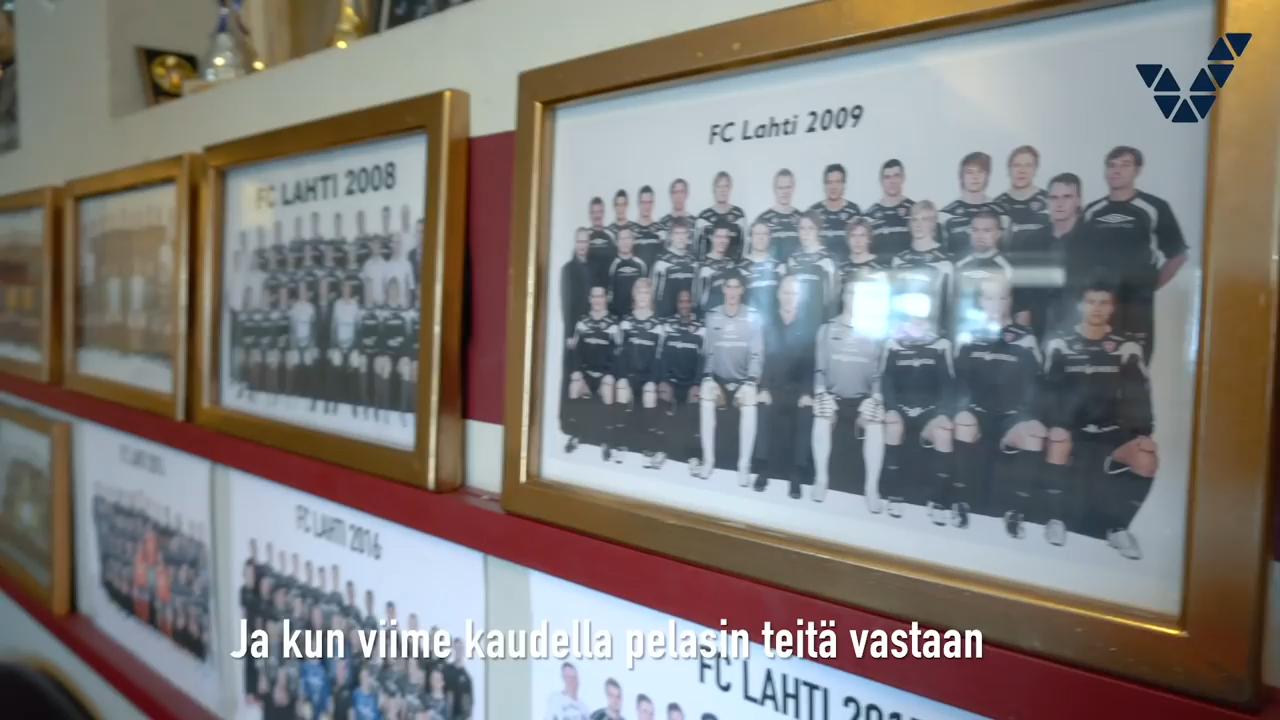 FC Lahti 2009
FC LAHTI 2008
FC LAHTI 2016
FC LAHTI
Ja kun viime kaudella pelasin teitä vastaan